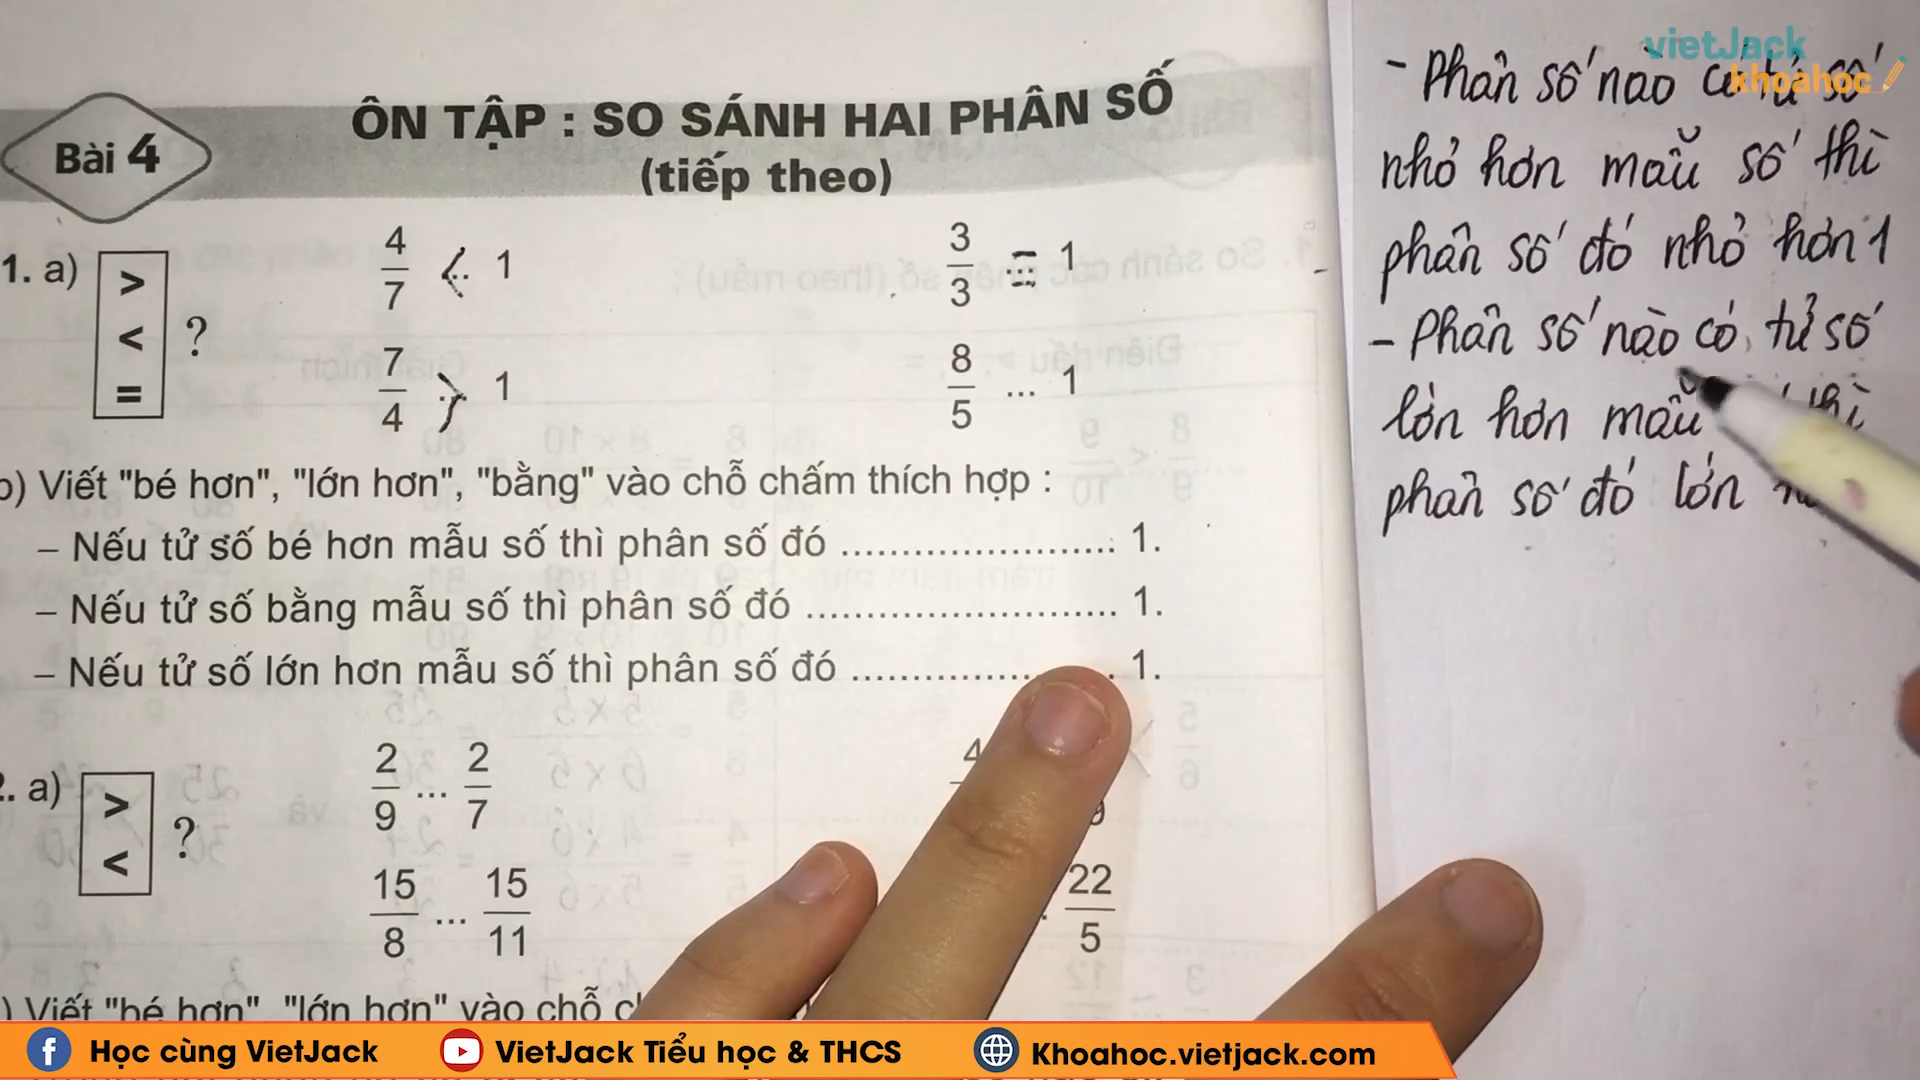 vietJack
khoahoc
Bài 4
ÔN TẬP : SO SÁNH HAI PHÂN SỐ
(tiếp theo)
1. a) > < = ?
4/7 < 1
3/3 = 1
7/4 > 1
8/5 ... 1
b) Viết "bé hơn", "lớn hơn", "bằng" vào chỗ chấm thích hợp :
– Nếu tử số bé hơn mẫu số thì phân số đó ........................ 1.
– Nếu tử số bằng mẫu số thì phân số đó ........................... 1.
– Nếu tử số lớn hơn mẫu số thì phân số đó ........................ 1.
2. a) > < ?
2/9 ... 2/7
4
9
15/8 ... 15/11
22/5
) Viết "bé hơn", "lớn hơn" vào chỗ
- Phân số nào có tử số
nhỏ hơn mẫu số thì
phân số đó nhỏ hơn 1
- Phân số nào có tử số
lớn hơn mẫu thì
phân số đó lớn
Học cùng VietJack
VietJack Tiểu học & THCS
Khoahoc.vietjack.com